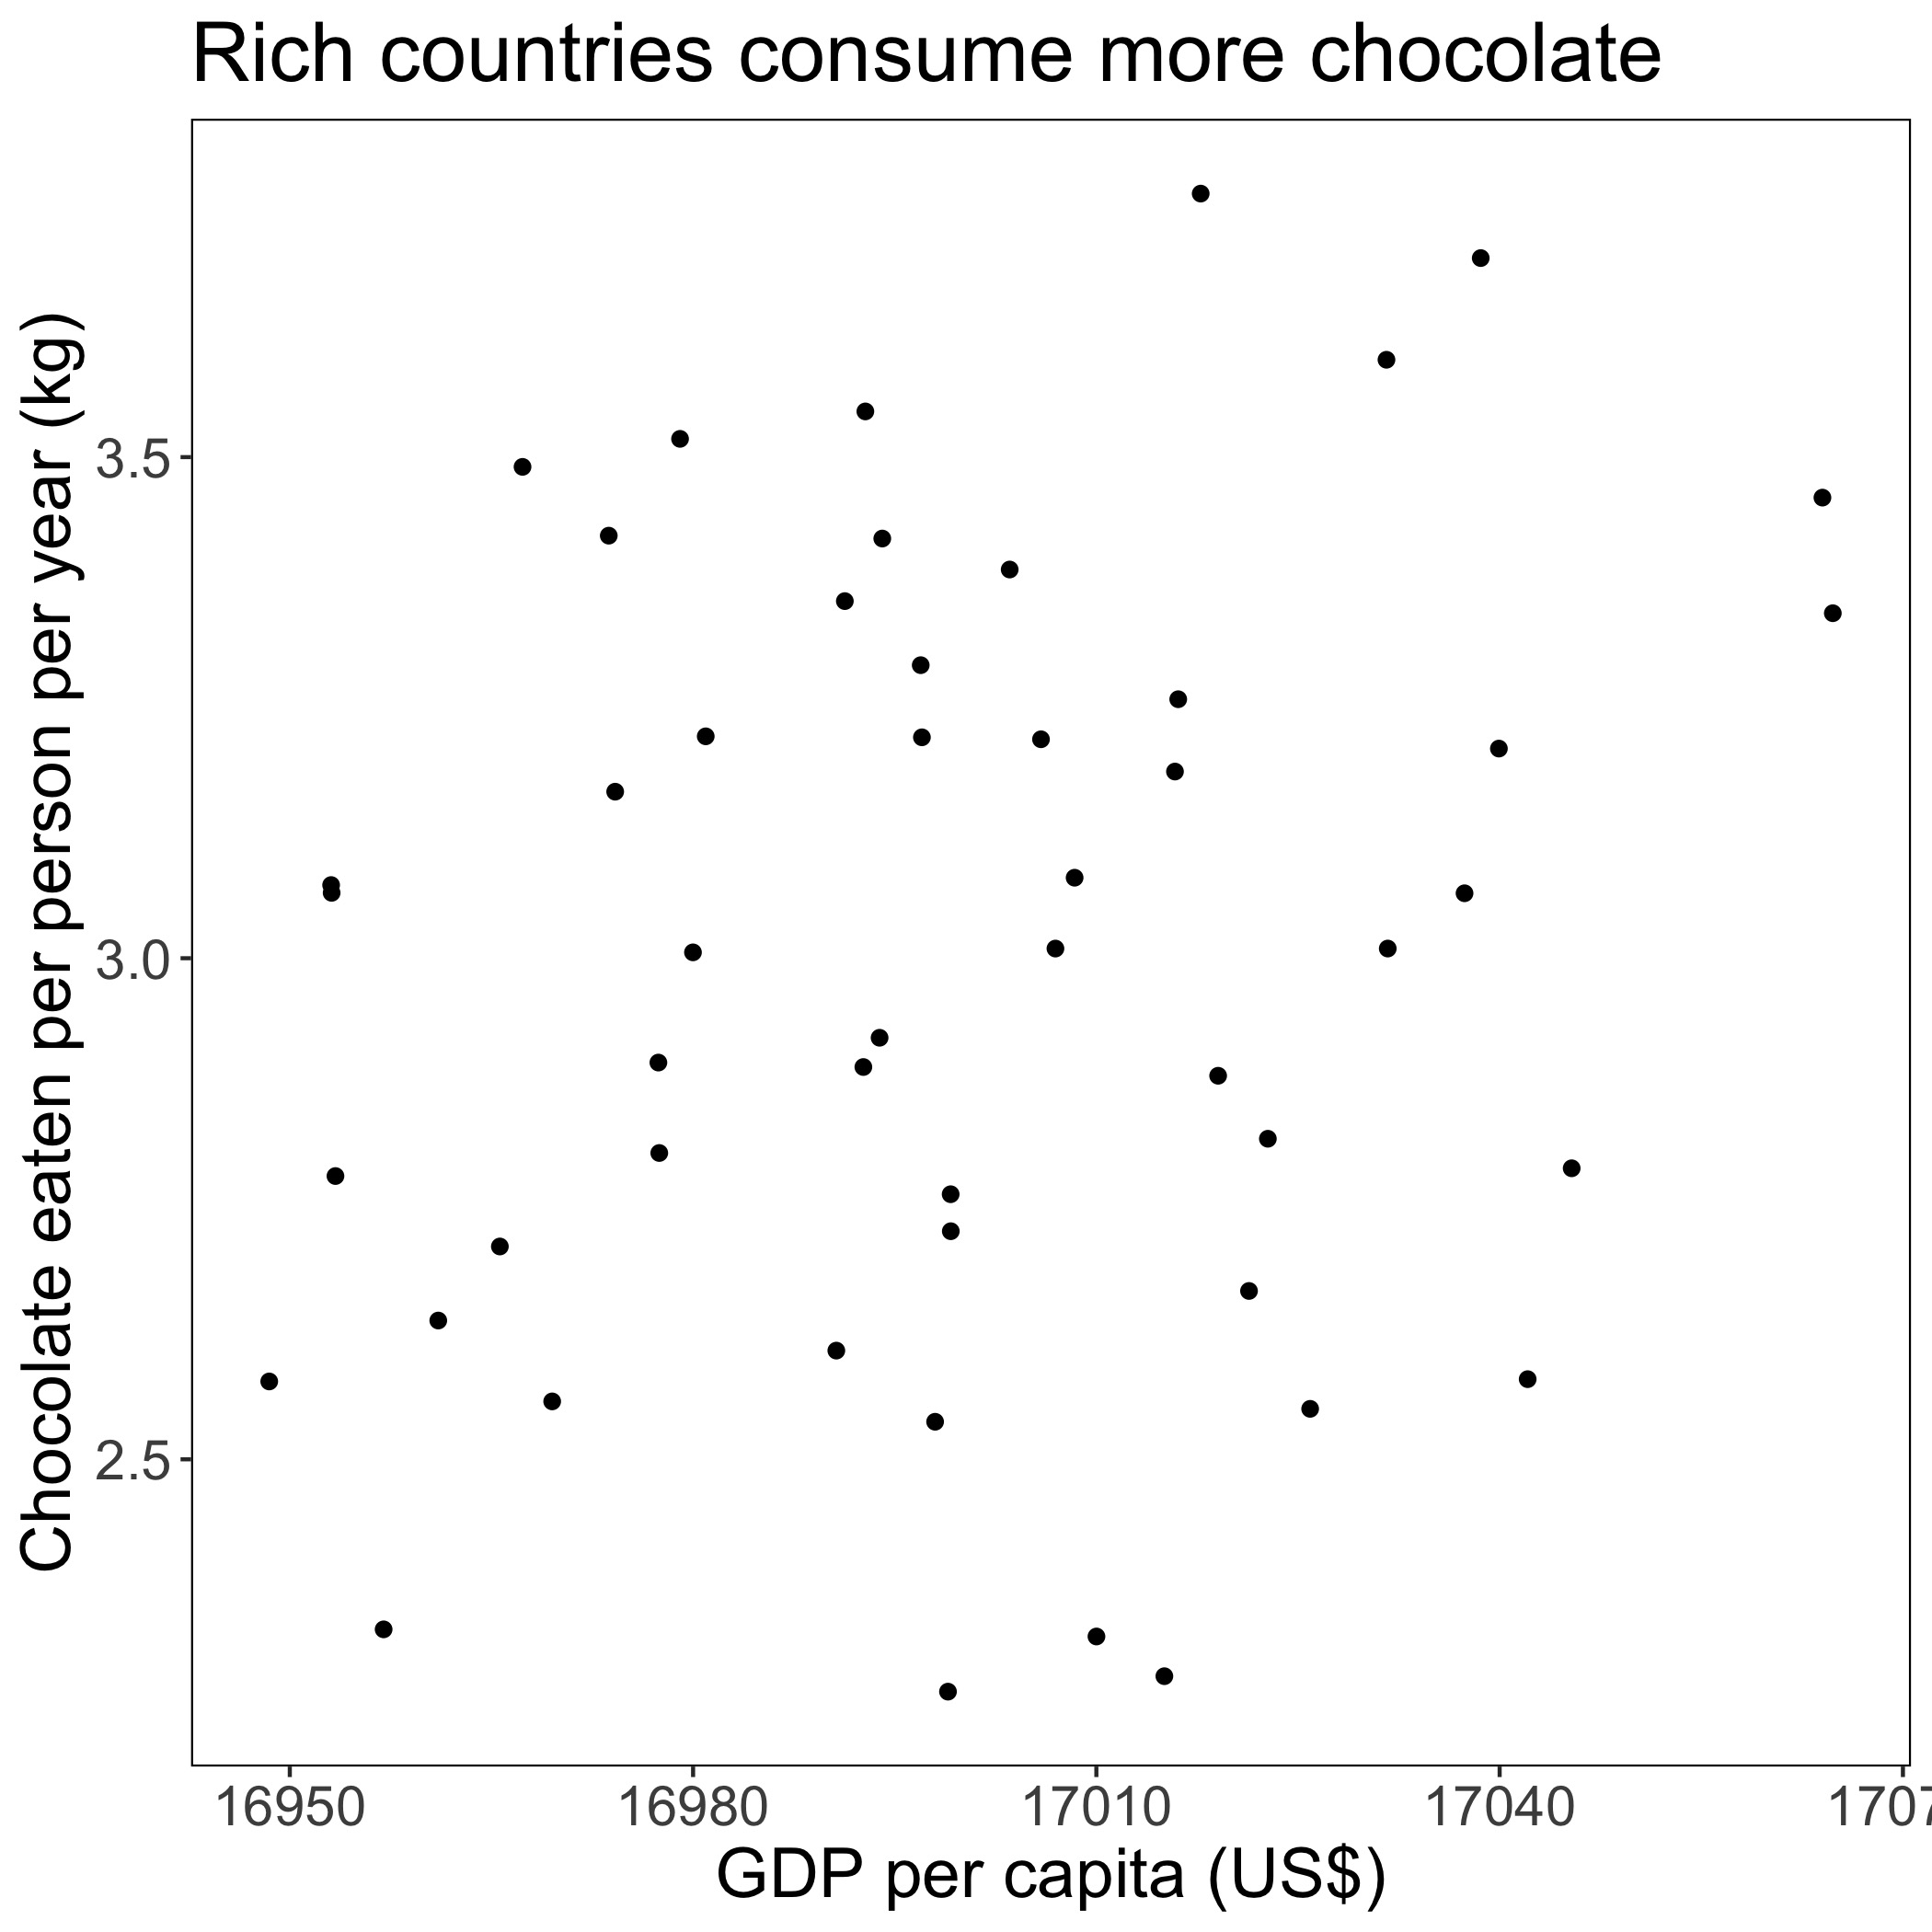 Rich countries consume more chocolate
Chocolate eaten per person per year (kg)
3.5
3.0
2.5
16950 16980 17010 17040 1707
GDP per capita (US$)